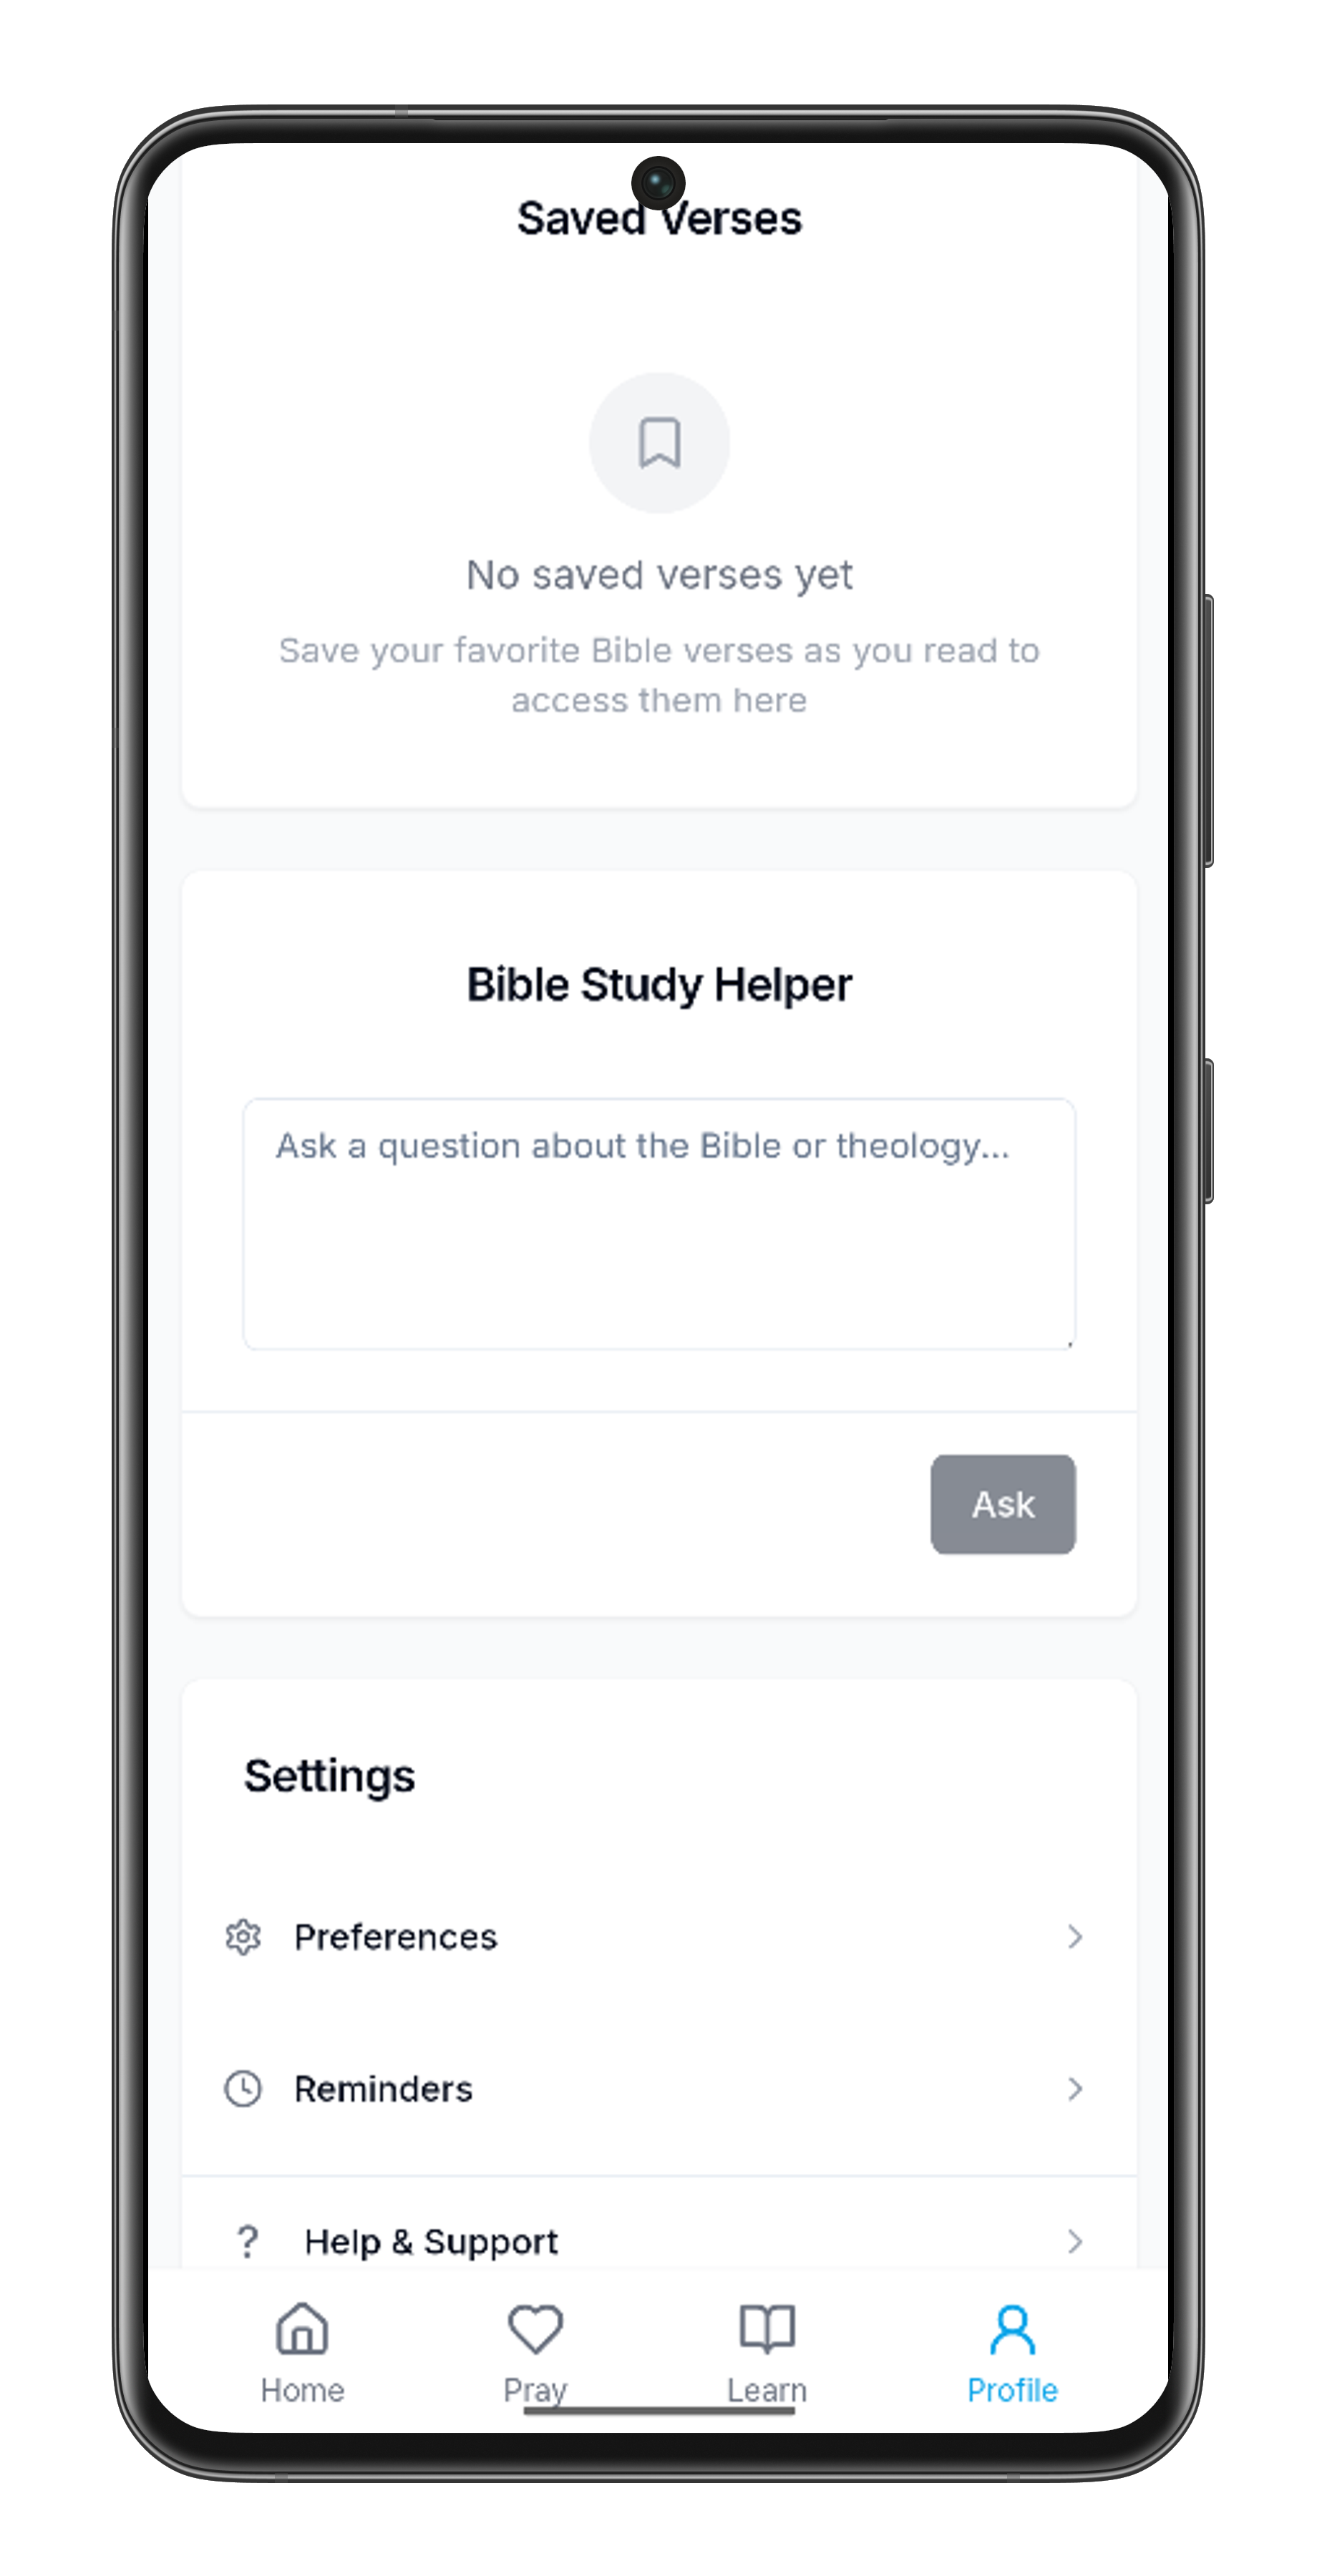 Saved Verses
No saved verses yet
Save your favorite Bible verses as you read to
access them here
Bible Study Helper
Ask a question about the Bible or theology...
Ask
Settings
Preferences
Reminders
? Help & Support
Home Pray Learn Profile